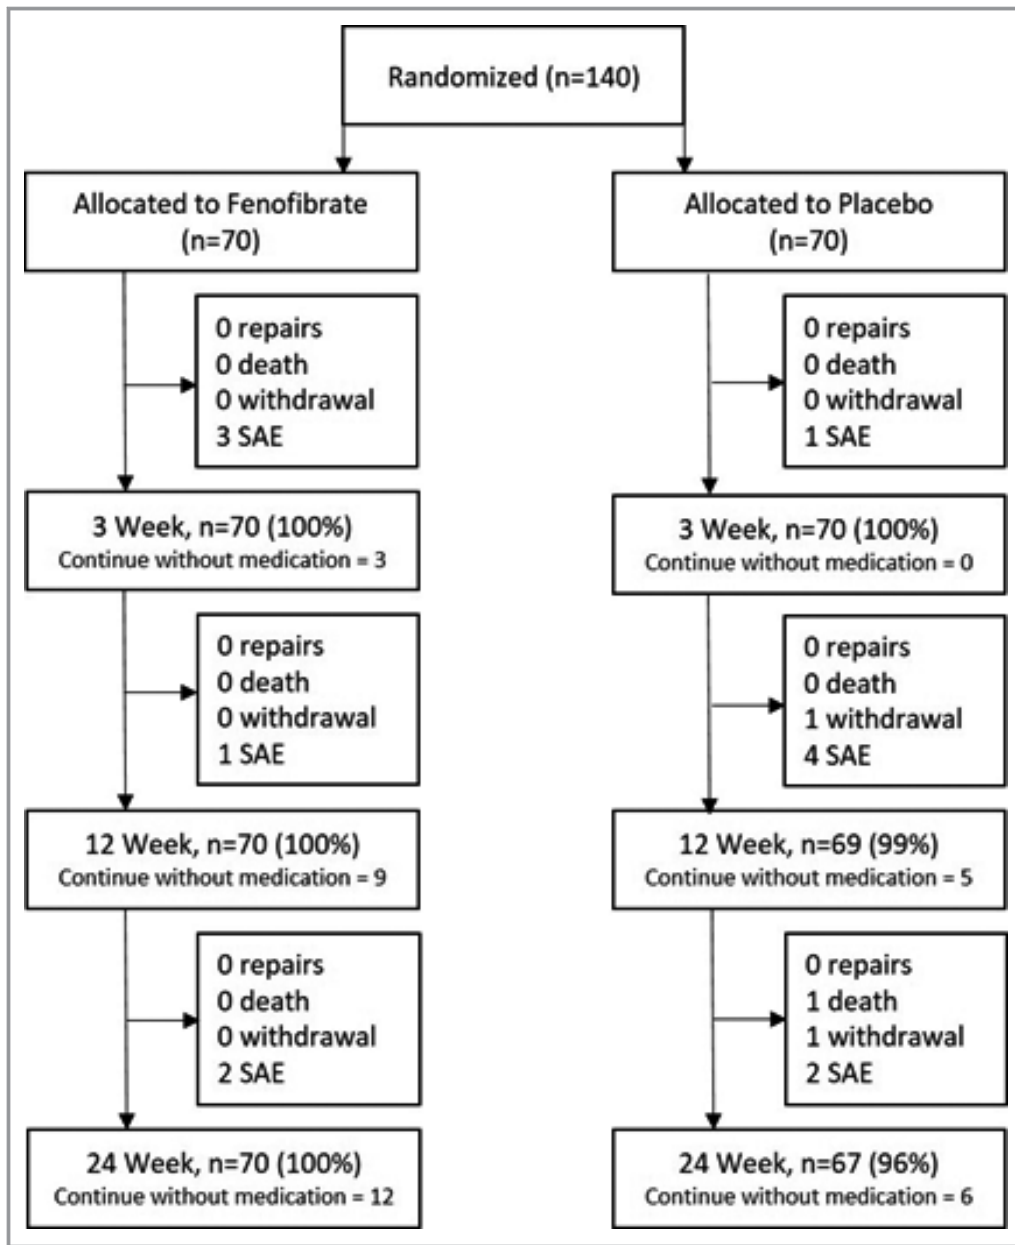 Randomized (n=140)
Allocated to Fenofibrate
(n=70)
Allocated to Placebo
(n=70)
0 repairs
0 death
0 withdrawal
3 SAE
0 repairs
0 death
0 withdrawal
1 SAE
3 Week, n=70 (100%)
Continue without medication = 3
3 Week, n=70 (100%)
Continue without medication = 0
0 repairs
0 death
0 withdrawal
1 SAE
0 repairs
0 death
1 withdrawal
4 SAE
12 Week, n=70 (100%)
Continue without medication = 9
12 Week, n=69 (99%)
Continue without medication = 5
0 repairs
0 death
0 withdrawal
2 SAE
0 repairs
1 death
1 withdrawal
2 SAE
24 Week, n=70 (100%)
Continue without medication = 12
24 Week, n=67 (96%)
Continue without medication = 6